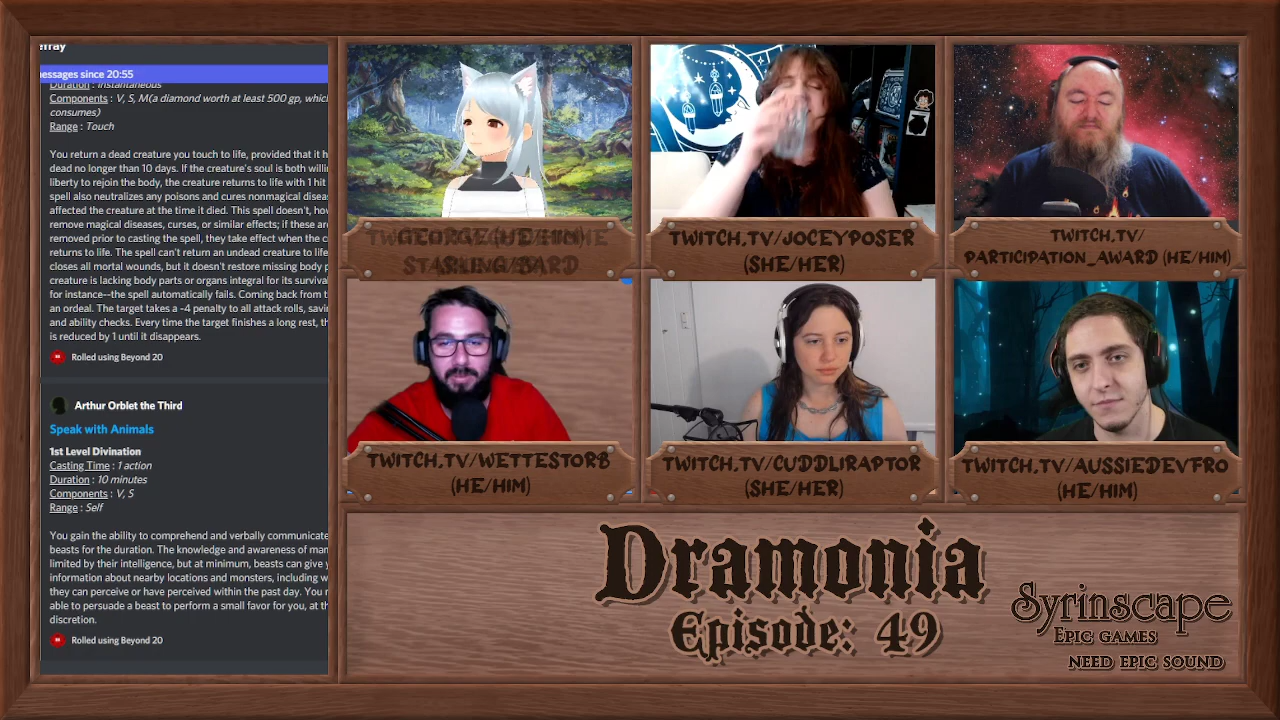 essages since 20:55
Duration : Instantaneous
Components : V, S, M(a diamond worth at least 500 gp, whic
consumes)
Range : Touch
You return a dead creature you touch to life, provided that it h
dead no longer than 10 days. If the creature's soul is both willin
liberty to rejoin the body, the creature returns to life with 1 hit
spell also neutralizes any poisons and cures nonmagical disea
affected the creature at the time it died. This spell doesn't, ho
remove magical diseases, curses, or similar effects; if these ar
removed prior to casting the spell, they take effect when the c
returns to life. The spell can't return an undead creature to life
closes all mortal wounds, but it doesn't restore missing body p
creature is lacking body parts or organs integral for its surviva
for instance--the spell automatically fails. Coming back from t
an ordeal. The target takes a -4 penalty to all attack rolls, savi
and ability checks. Every time the target finishes a long rest, th
is reduced by 1 until it disappears.
Rolled using Beyond 20
Arthur Orblet the Third
Speak with Animals
1st Level Divination
Casting Time : 1 action
Duration : 10 minutes
Components : V, S
Range : Self
You gain the ability to comprehend and verbally communicate
beasts for the duration. The knowledge and awareness of man
limited by their intelligence, but at minimum, beasts can give y
information about nearby locations and monsters, including w
they can perceive or have perceived within the past day. You m
able to persuade a beast to perform a small favor for you, at th
discretion.
Rolled using Beyond 20
TWITCH.TV/JOCEYPOSER
(SHE/HER)
TWITCH.TV/
PARTICIPATION_AWARD (HE/HIM)
TWITCH.TV/WETTESTORB
(HE/HIM)
TWITCH.TV/CUDDLIRAPTOR
(SHE/HER)
TWITCH.TV/AUSSIEDEVFRO
(HE/HIM)
Dramonia
Episode: 49
Syrinscape
EPIC GAMES
NEED EPIC SOUND